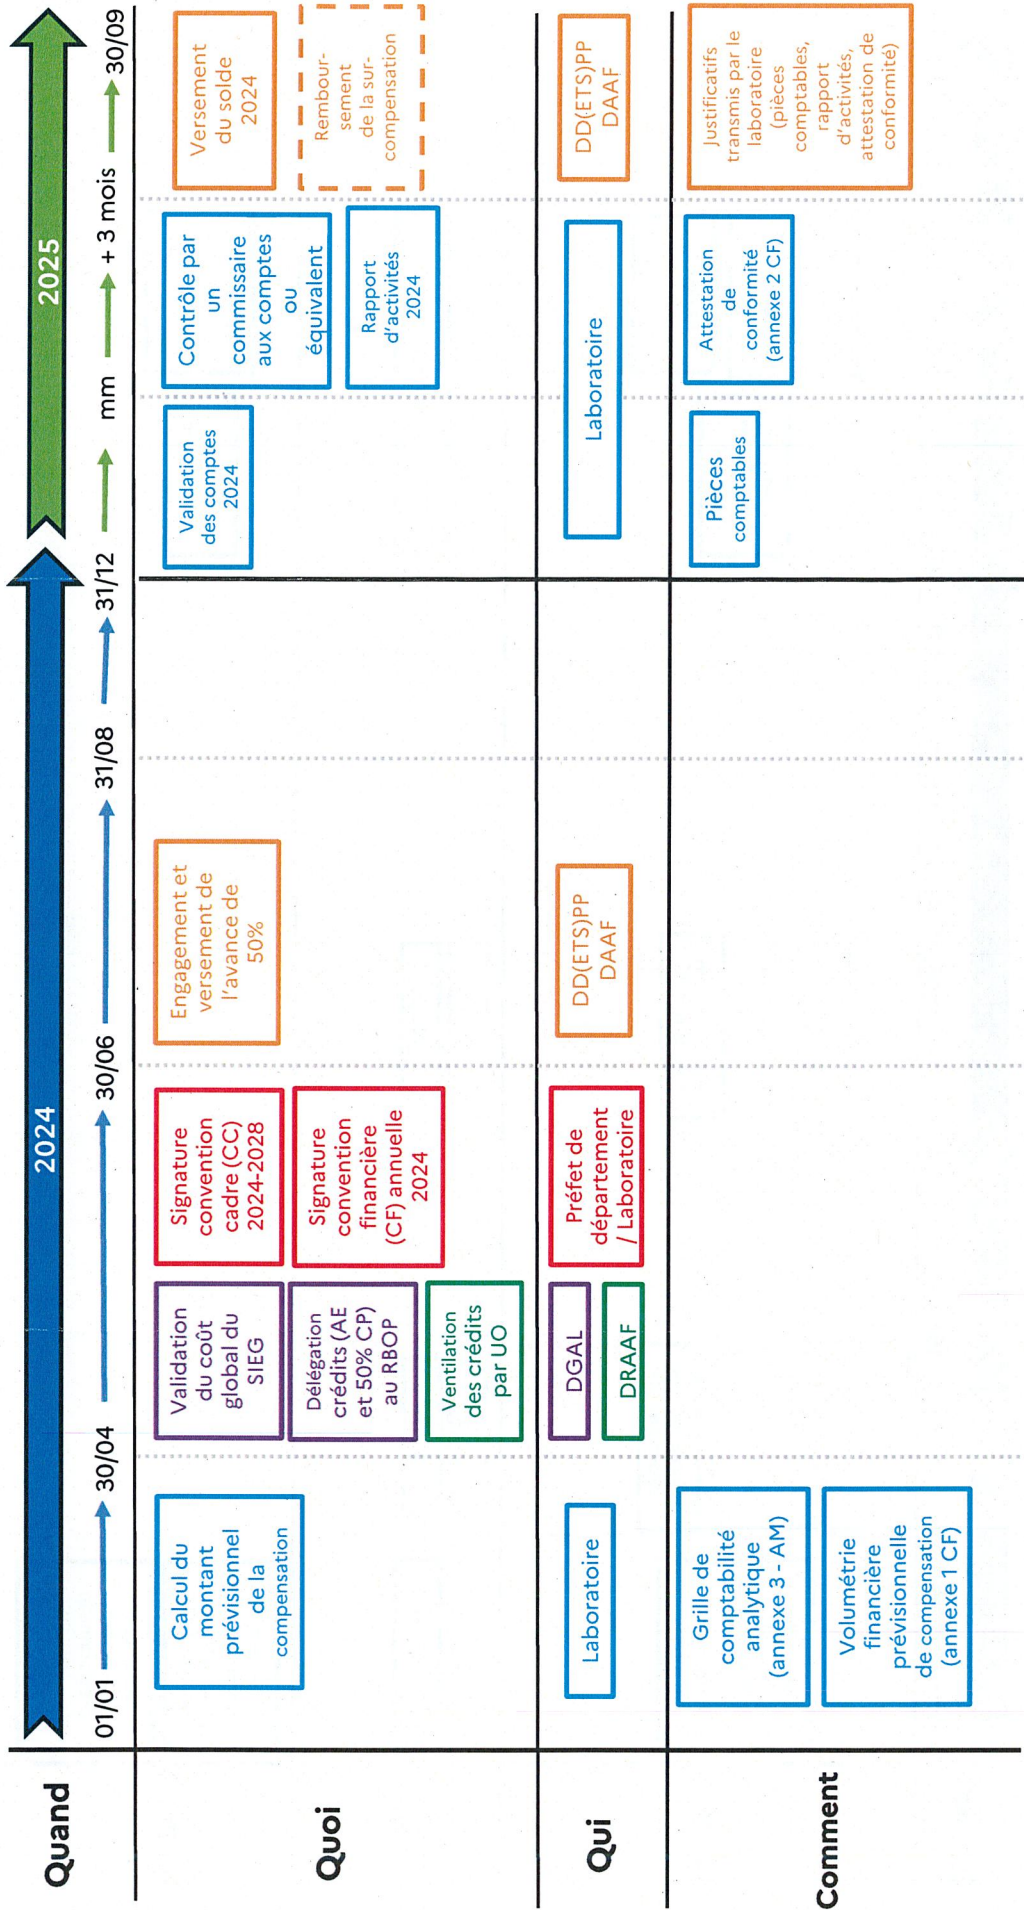 Quand
2024
2025
01/01
30/04
30/06
31/08
31/12
mm
+ 3 mois
30/09
Quoi
Calcul du
montant
prévisionnel
de la
compensation
Validation
du coût
global du
SIEG
Délégation
crédits (AE
et 50% CP)
au RBOP
Ventilation
des crédits
par UO
Signature
convention
cadre (CC)
2024-2028
Signature
convention
financière
(CF) annuelle
2024
Engagement et
versement de
l'avance de
50%
Validation
des comptes
2024
Contrôle par
un
commissaire
aux comptes
ou
équivalent
Rapport
d'activités
2024
Versement
du solde
2024
Rembour-
sement
de la sur-
compensation
Qui
Laboratoire
DGAL
DRAAF
Préfet de
département
/ Laboratoire
DD(ETS)PP
DAAF
Laboratoire
DD(ETS)PP
DAAF
Comment
Grille de
comptabilité
analytique
(annexe 3 - AM)
Volumétrie
financière
prévisionnelle
de compensation
(annexe 1 CF)
Pièces
comptables
Attestation
de
conformité
(annexe 2 CF)
Justificatifs
transmis par le
laboratoire
(pièces
comptables,
rapport
d'activités,
attestation de
conformité)